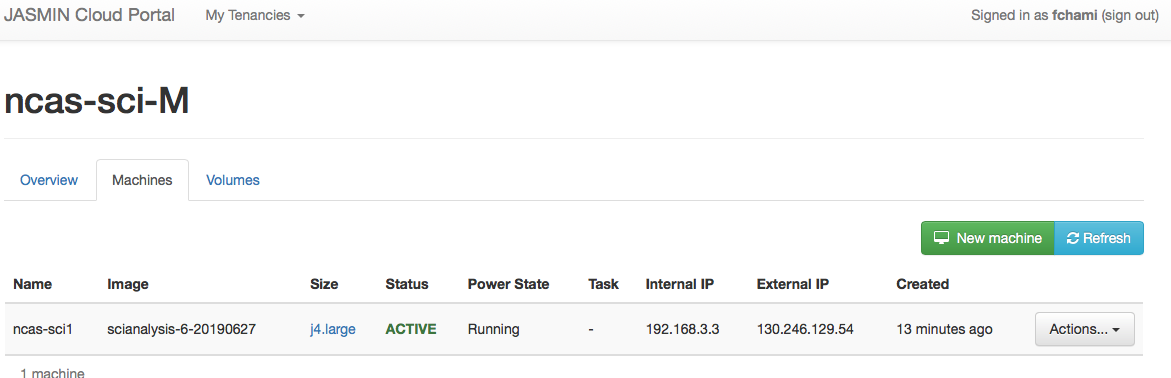 JASMIN Cloud Portal My Tenancies Signed in as fchami (sign out)
ncas-sci-M
Overview Machines Volumes
New machine Refresh
Name Image Size Status Power State Task Internal IP External IP Created
ncas-sci1 scianalysis-6-20190627 j4.large ACTIVE Running - 192.168.3.3 130.246.129.54 13 minutes ago Actions...
1 machine